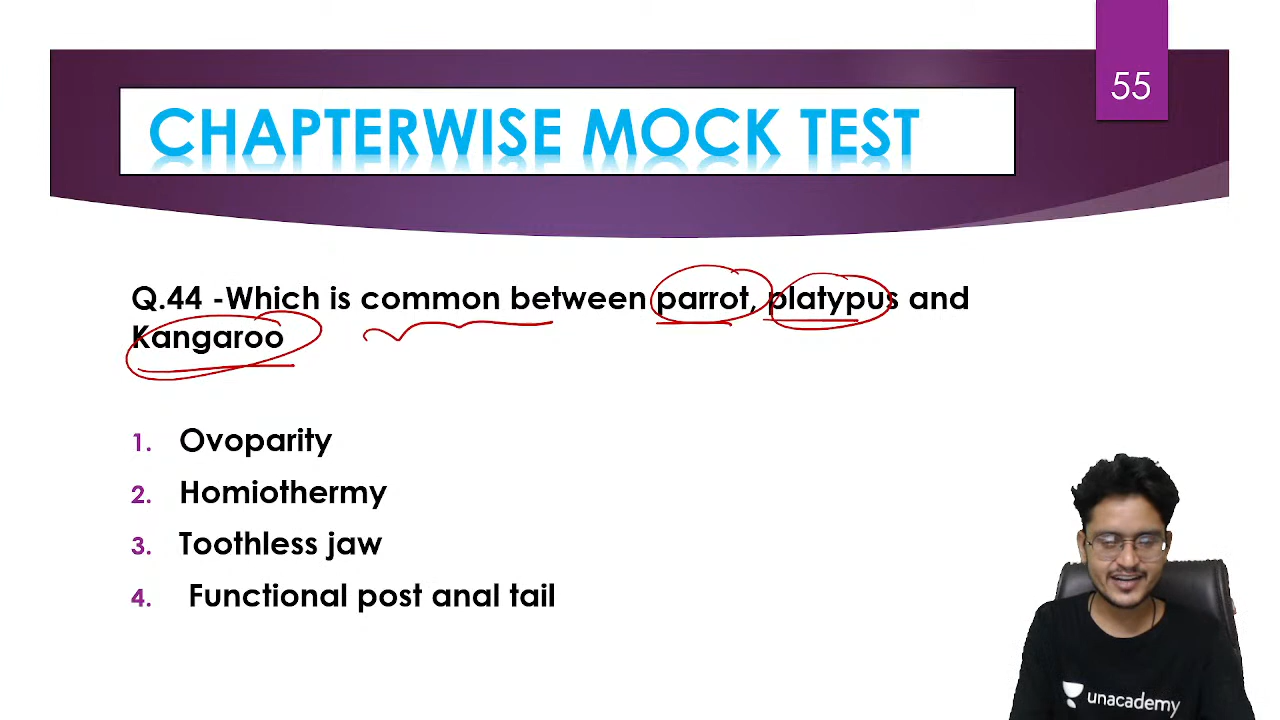 55
CHAPTERWISE MOCK TEST
Q.44 -Which is common between parrot, platypus and
Kangaroo
1. Ovoparity
2. Homiothermy
3. Toothless jaw
4. Functional post anal tail
unacademy